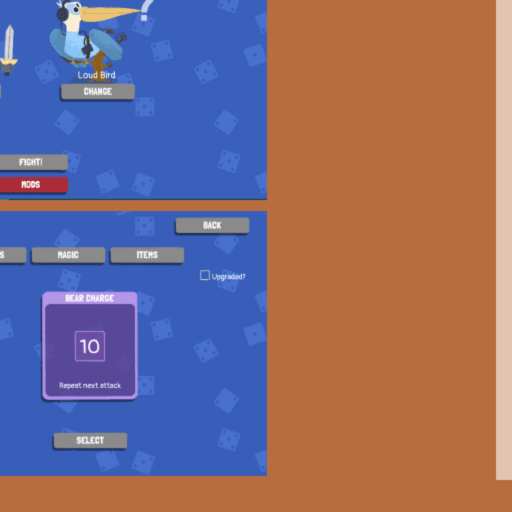 Loud Bird
CHANGE
FIGHT!
MODS
BACK
S
MAGIC
ITEMS
Upgraded?
BEAR CHARGE
10
Repeat next attack
SELECT